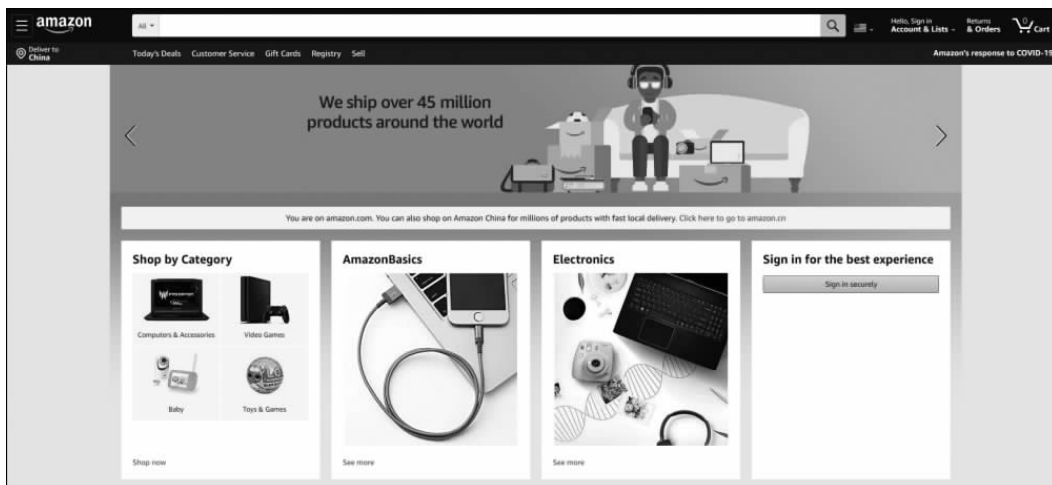 amazon
All
Hello, Sign in
Account & Lists
Returns
& Orders
0
Cart
Deliver to
China
Today's Deals Customer Service Gift Cards Registry Sell
Amazon's response to COVID-19
We ship over 45 million
products around the world
You are on amazon.com. You can also shop on Amazon China for millions of products with fast local delivery. Click here to go to amazon.cn
Shop by Category
Computers & Accessories
Video Games
Baby
Toys & Games
Shop now
AmazonBasics
See more
Electronics
See more
Sign in for the best experience
Sign in securely